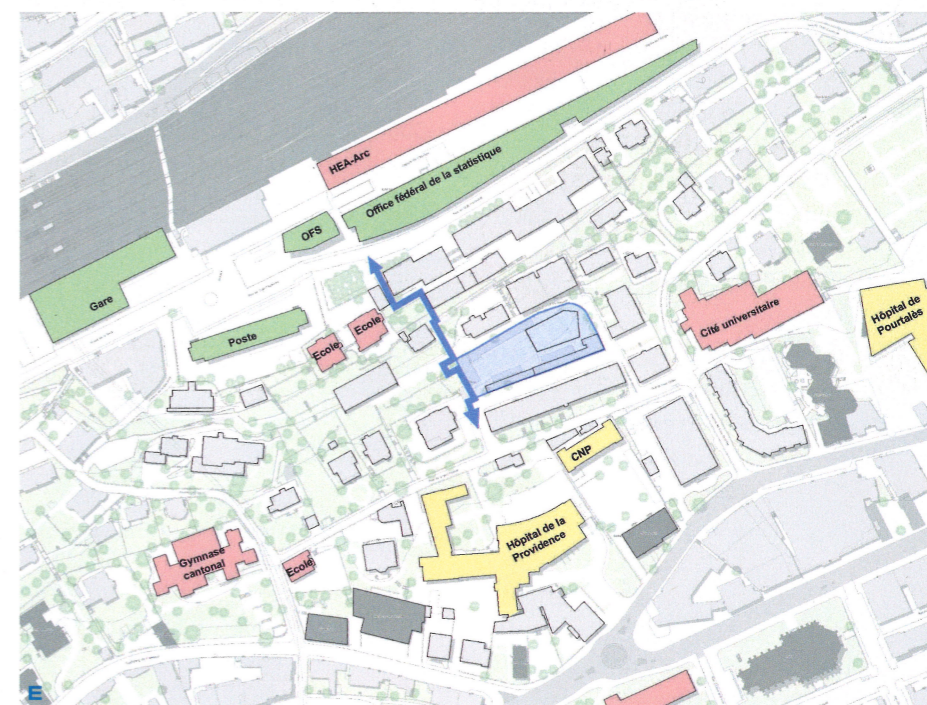 HEA-Arc
Office fédéral de la statistique
OFS
Gare
Poste
Ecole
Ecole
Cité universitaire
Hôpital de
Pourtalès
CNP
Hôpital de la
Providence
Gymnase
cantonal
Ecole
E